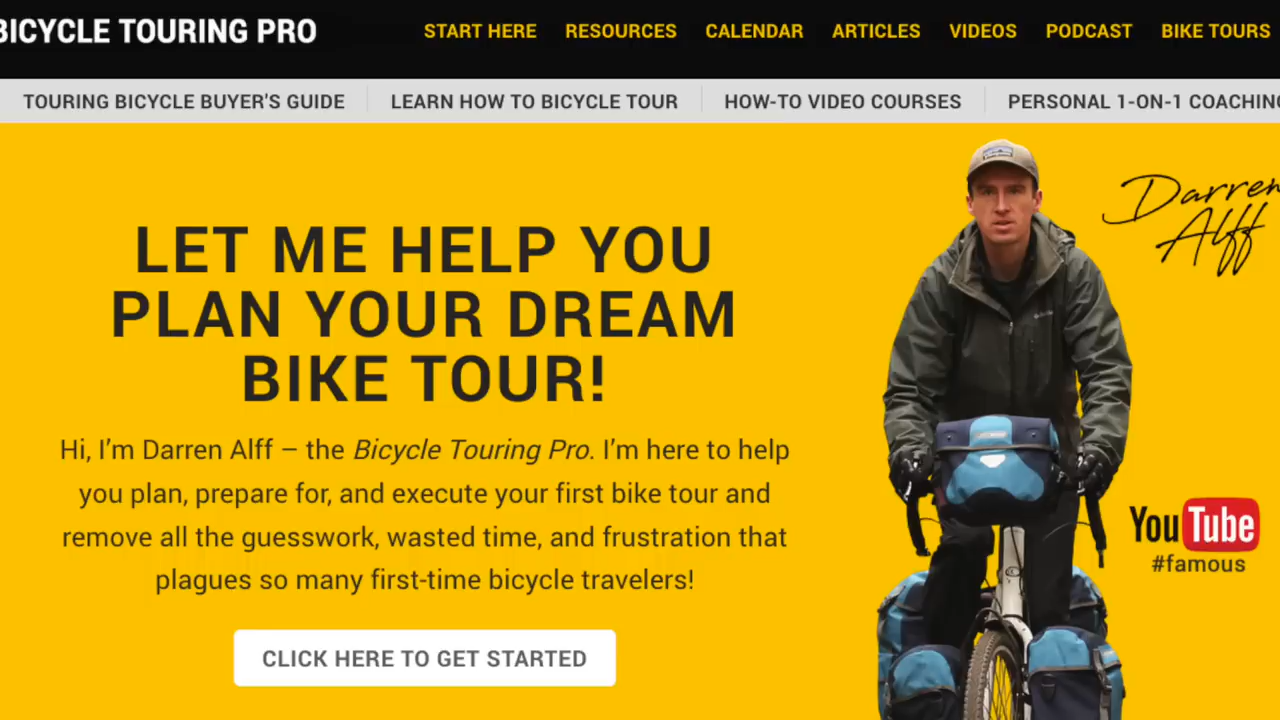 BICYCLE TOURING PRO
START HERE RESOURCES CALENDAR ARTICLES VIDEOS PODCAST BIKE TOURS
TOURING BICYCLE BUYER'S GUIDE LEARN HOW TO BICYCLE TOUR HOW-TO VIDEO COURSES PERSONAL 1-ON-1 COACHING
Darren
Alff
LET ME HELP YOU
PLAN YOUR DREAM
BIKE TOUR!
Hi, I’m Darren Alff – the Bicycle Touring Pro. I’m here to help
you plan, prepare for, and execute your first bike tour and
remove all the guesswork, wasted time, and frustration that
plagues so many first-time bicycle travelers!
YouTube
#famous
CLICK HERE TO GET STARTED